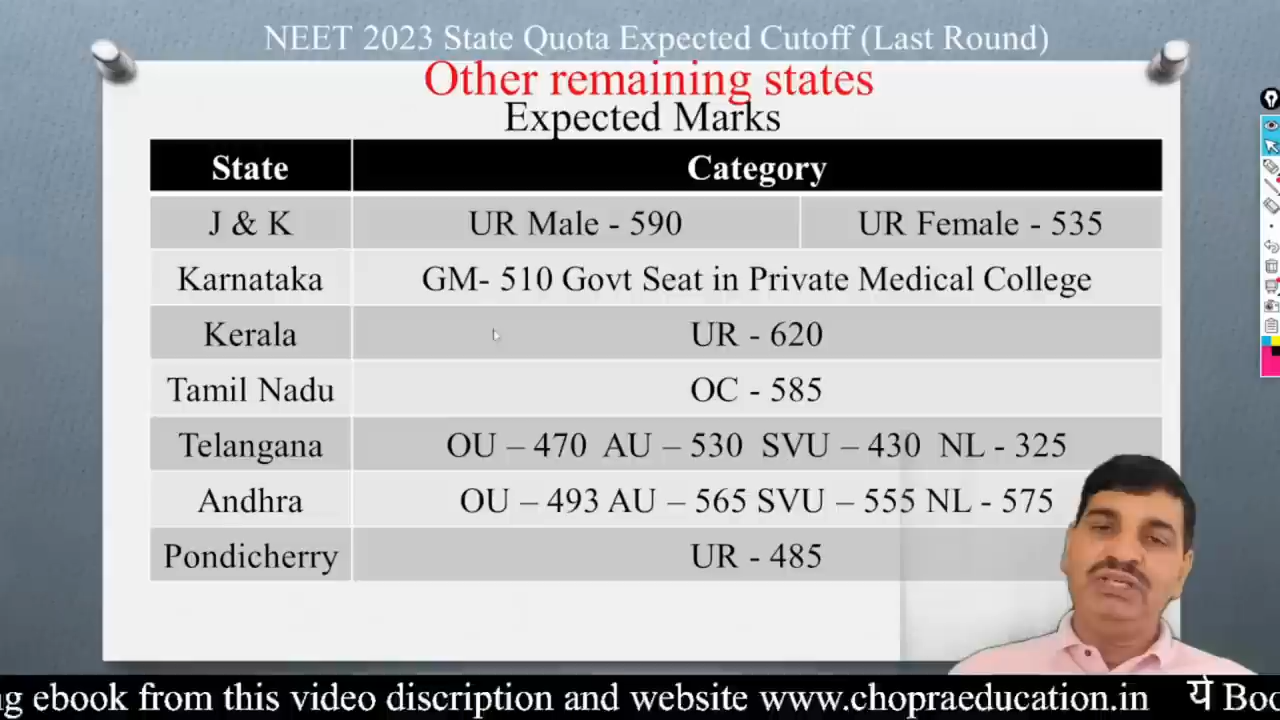 NEET 2023 State Quota Expected Cutoff (Last Round)
Other remaining states
Expected Marks
State Category
J & K UR Male - 590 UR Female - 535
Karnataka GM- 510 Govt Seat in Private Medical College
Kerala UR - 620
Tamil Nadu OC - 585
Telangana OU – 470 AU – 530 SVU – 430 NL - 325
Andhra OU – 493 AU – 565 SVU – 555 NL - 575
Pondicherry UR - 485
ng ebook from this video discription and website www.chopraeducation.in ये Boo